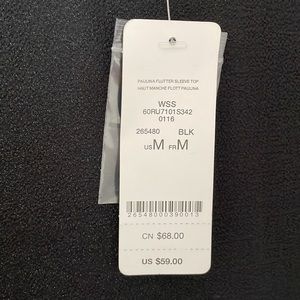 PAULINA FLUTTER SLEEVE TOP
HAUT MANCHE FLOTT PAULINA
WSS
60RU7101S342
0116
265480 BLK
US M FR M
26548000390013
CN $68.00
US $59.00